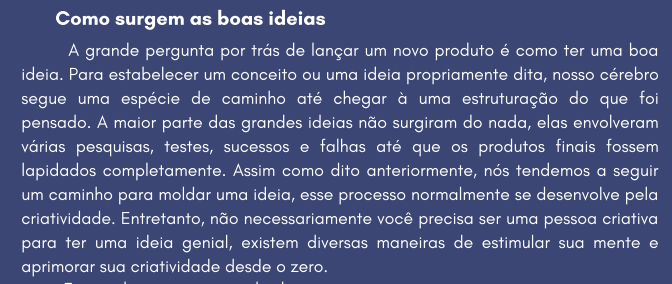 Como surgem as boas ideias
A grande pergunta por trás de lançar um novo produto é como ter uma boa
ideia. Para estabelecer um conceito ou uma ideia propriamente dita, nosso cérebro
segue uma espécie de caminho até chegar à uma estruturação do que foi
pensado. A maior parte das grandes ideias não surgiram do nada, elas envolveram
várias pesquisas, testes, sucessos e falhas até que os produtos finais fossem
lapidados completamente. Assim como dito anteriormente, nós tendemos a seguir
um caminho para moldar uma ideia, esse processo normalmente se desenvolve pela
criatividade. Entretanto, não necessariamente você precisa ser uma pessoa criativa
para ter uma ideia genial, existem diversas maneiras de estimular sua mente e
aprimorar sua criatividade desde o zero.